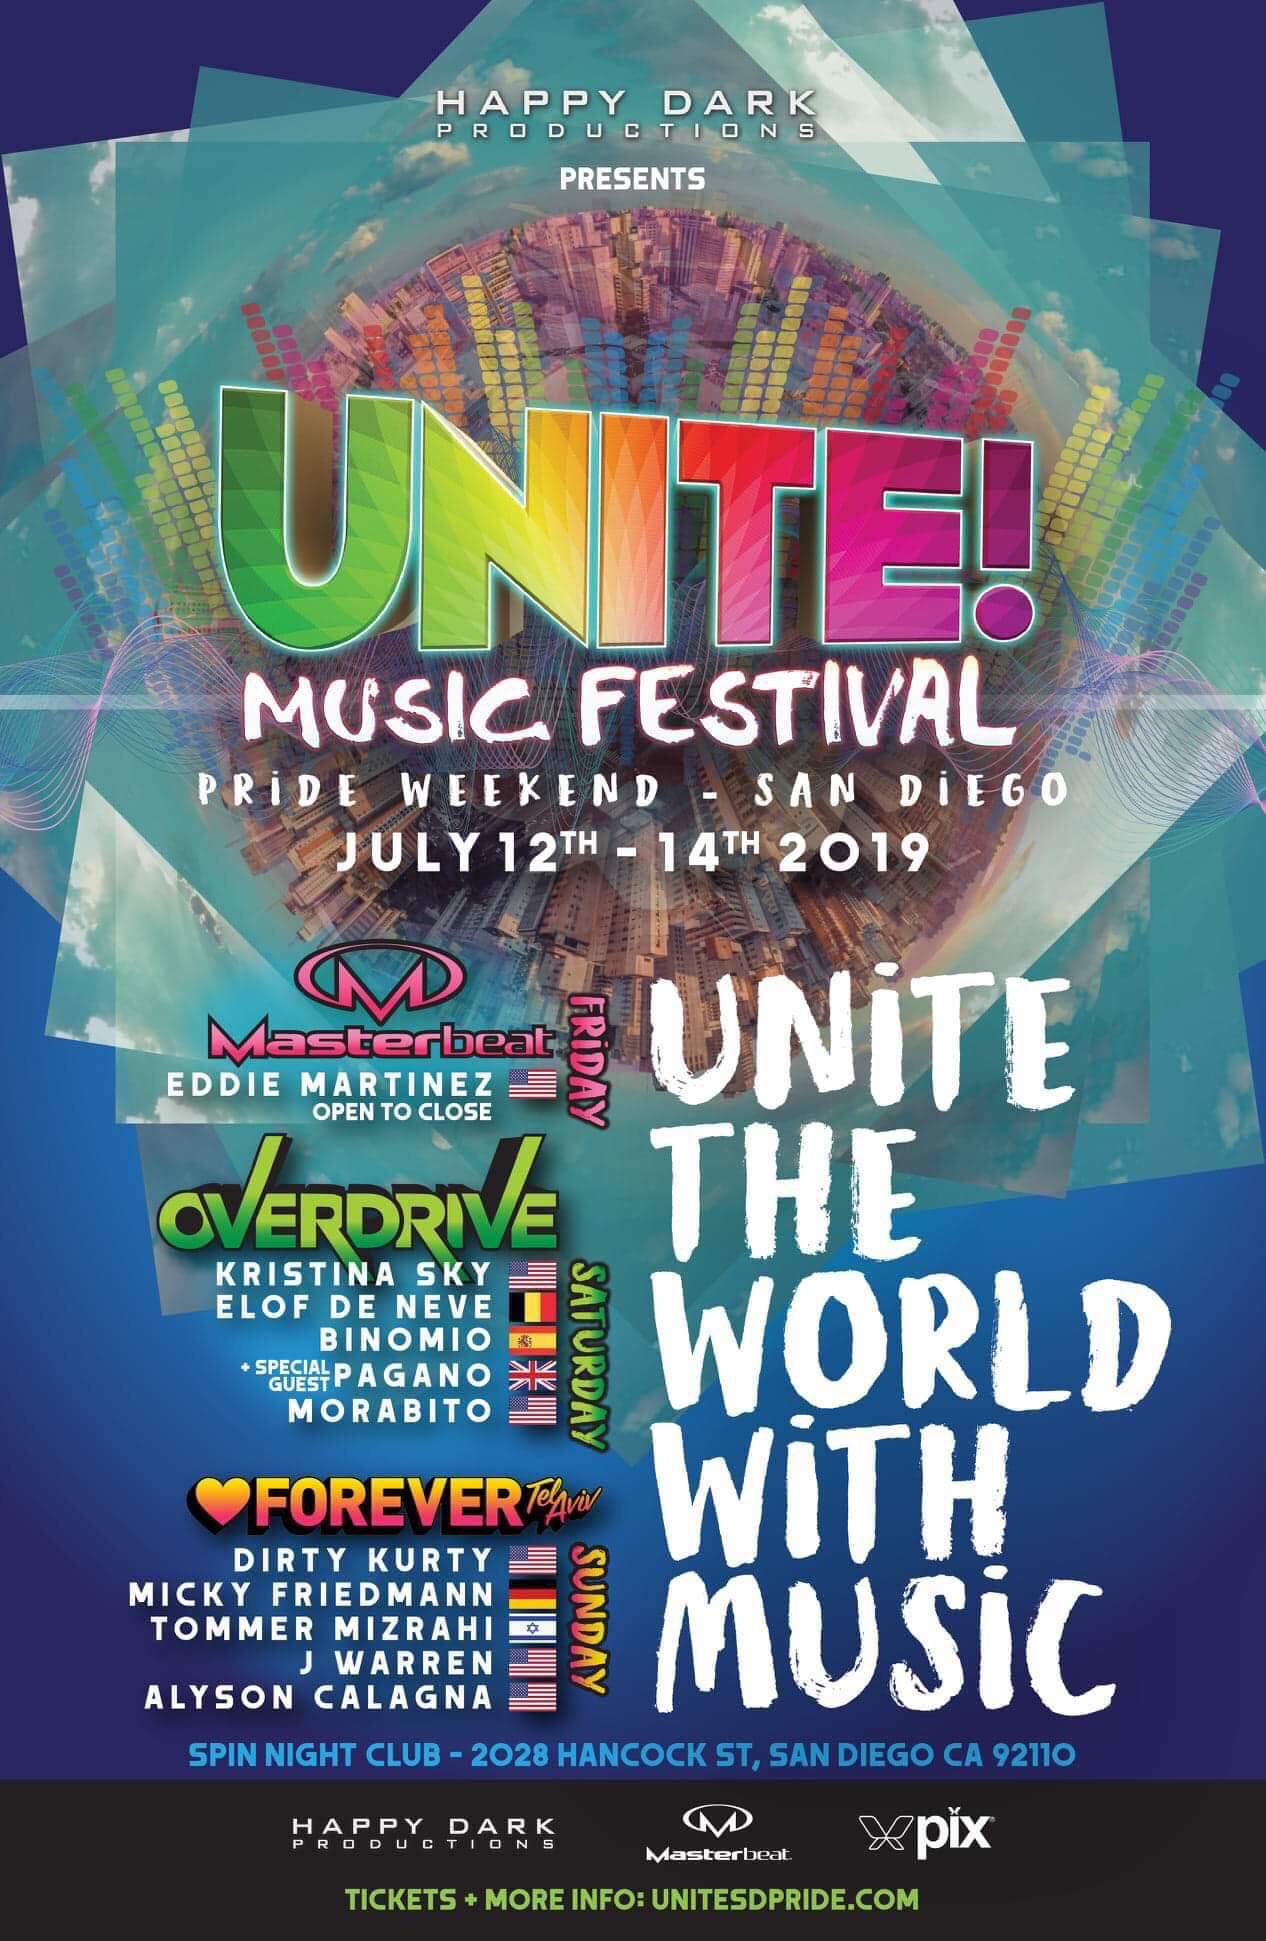 HAPPY DARK
PRODUCTIONS
PRESENTS
UNITE!
MUSIC FESTIVAL
PRiDE WEEKEND - SAN DiEGO
JULY 12TH - 14TH 2019
Masterbeat
FRiDAY
EDDIE MARTINEZ
OPEN TO CLOSE
OVERDRIVE
SATURDAY
KRISTINA SKY
ELOF DE NEVE
BINOMIO
+ SPECIAL GUEST PAGANO
MORABITO
FOREVER Tel Aviv
SUNDAY
DIRTY KURTY
MICKY FRIEDMANN
TOMMER MIZRAHI
J WARREN
ALYSON CALAGNA
UNiTE
THE
WORLD
WiTH
MUSiC
SPIN NIGHT CLUB - 2028 HANCOCK ST, SAN DIEGO CA 92110
HAPPY DARK
PRODUCTIONS
Masterbeat
pix
TICKETS + MORE INFO: UNITESDPRIDE.COM